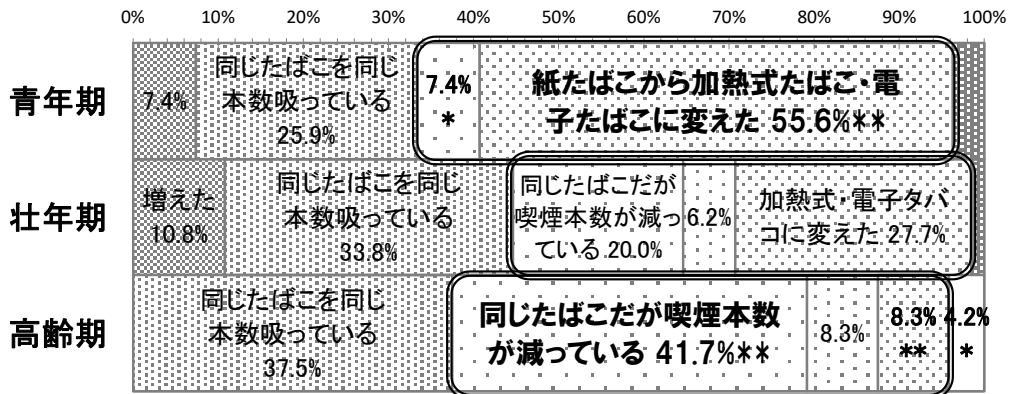 0% 10% 20% 30% 40% 50% 60% 70% 80% 90% 100%
青年期
7.4%
同じたばこを同じ
本数吸っている
25.9%
7.4%
*
紙たばこから加熱式たばこ・電
子たばこに変えた 55.6%**
壮年期
増えた
10.8%
同じたばこを同じ
本数吸っている
33.8%
同じたばこだが
喫煙本数が減っ
ている 20.0%
6.2%
加熱式・電子タバ
コに変えた 27.7%
高齢期
同じたばこを同じ
本数吸っている
37.5%
同じたばこだが喫煙本数
が減っている 41.7%**
8.3%
8.3%
**
4.2%
*